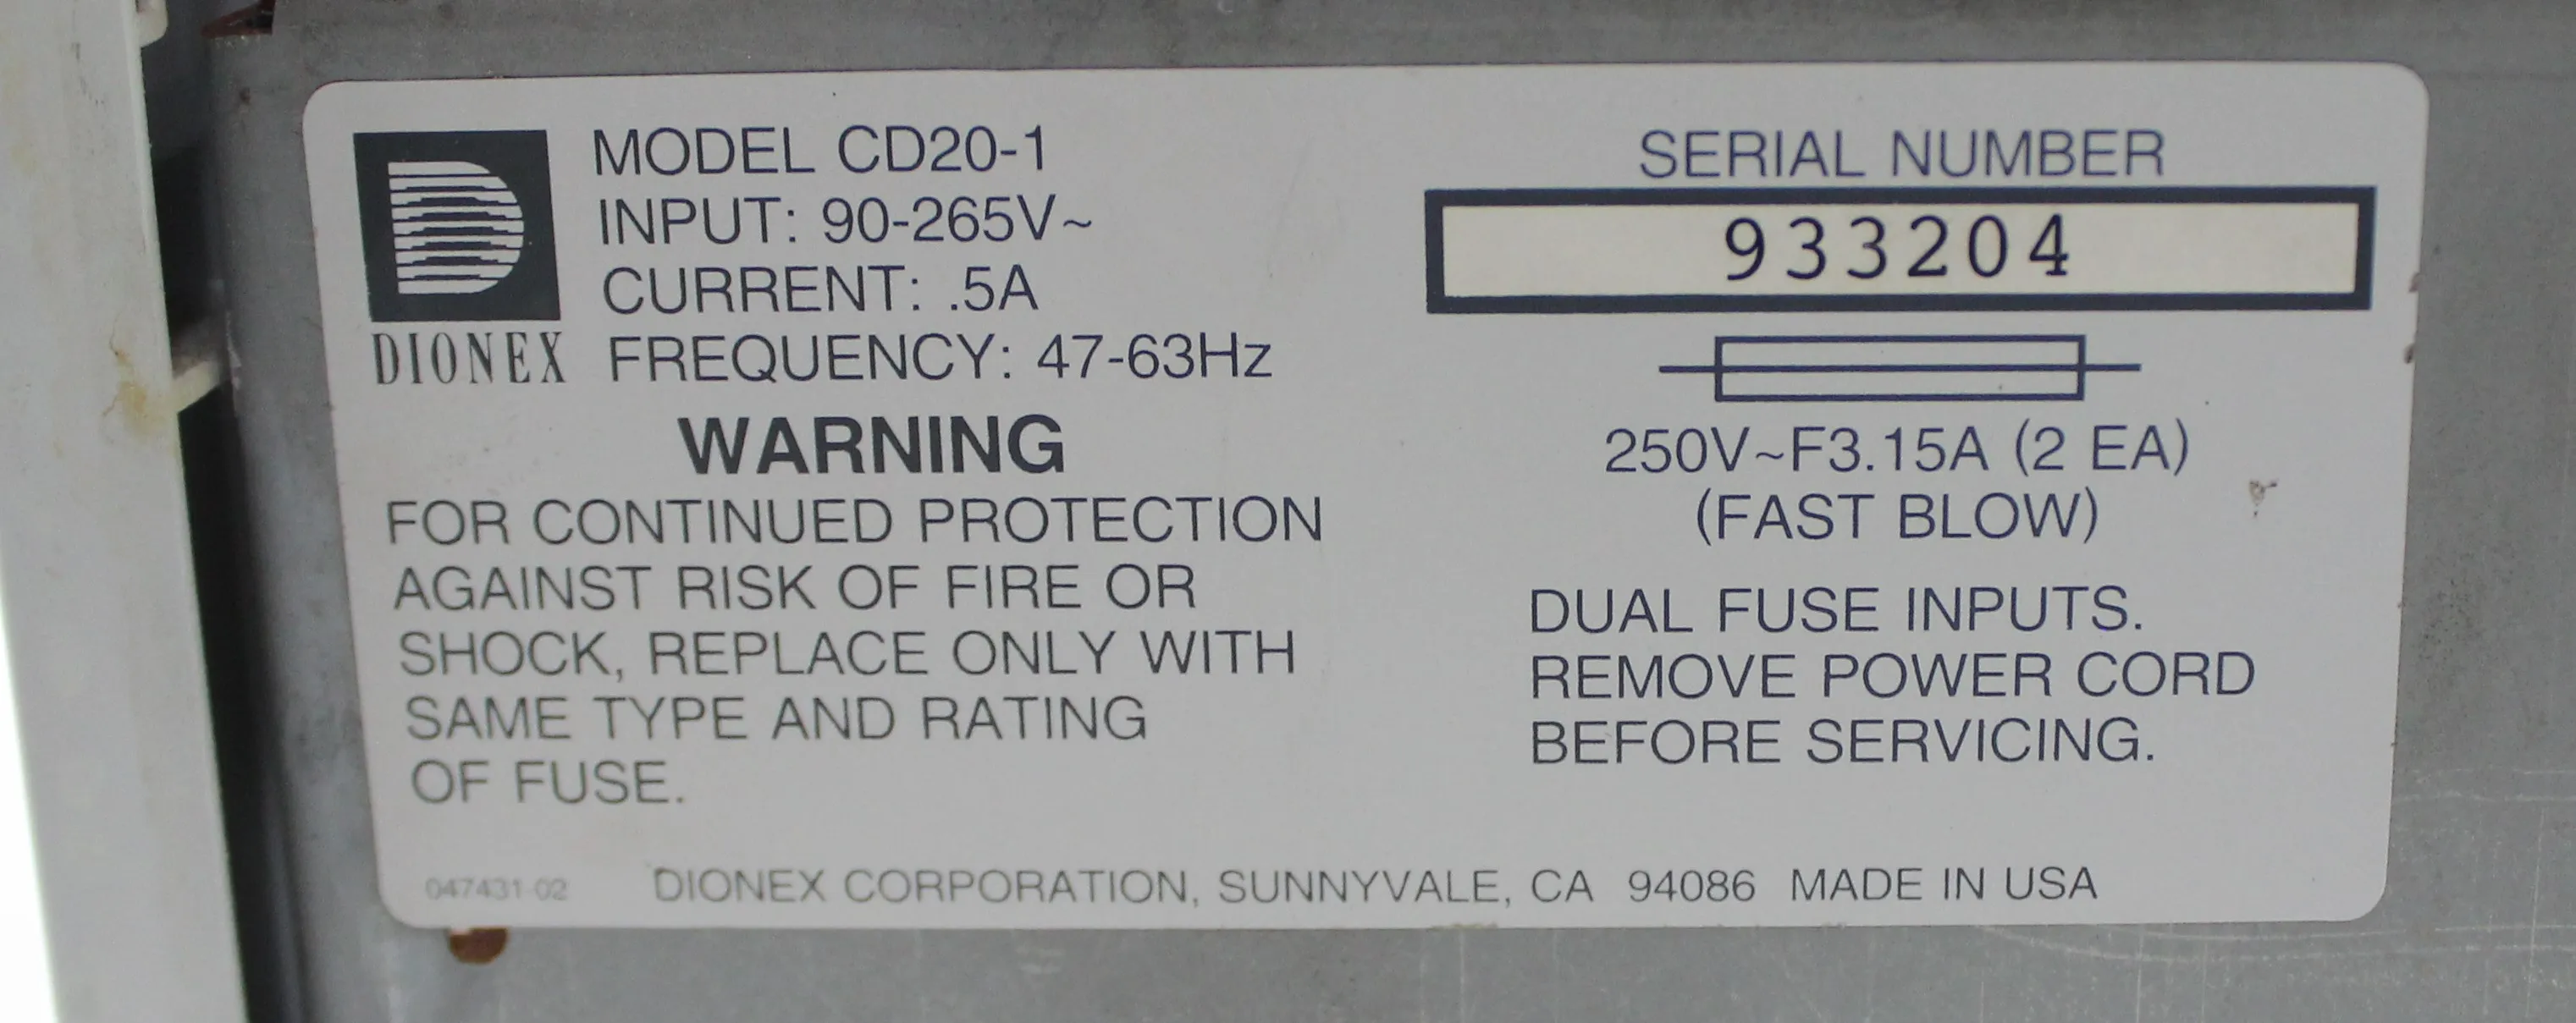 MODEL CD20-1
INPUT: 90-265V~
CURRENT: .5A
FREQUENCY: 47-63Hz
DIONEX
WARNING
FOR CONTINUED PROTECTION
AGAINST RISK OF FIRE OR
SHOCK, REPLACE ONLY WITH
SAME TYPE AND RATING
OF FUSE.
SERIAL NUMBER
933204
250V~F3.15A (2 EA)
(FAST BLOW)
DUAL FUSE INPUTS.
REMOVE POWER CORD
BEFORE SERVICING.
047431-02
DIONEX CORPORATION, SUNNYVALE, CA 94086 MADE IN USA